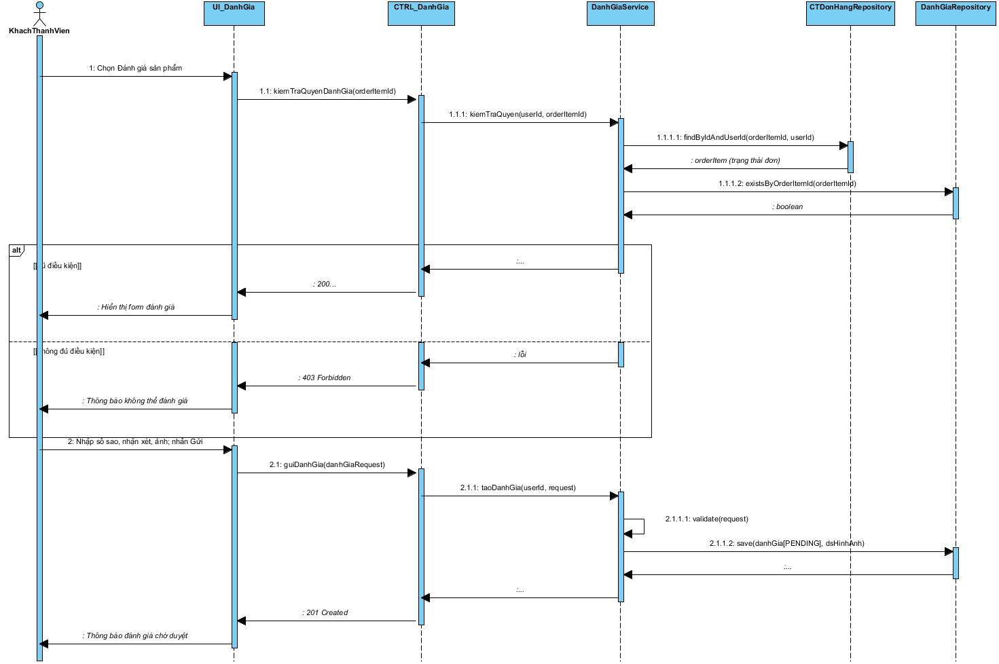 UI_DanhGia
CTRL_DanhGia
DanhGiaService
CTDonHangRepository
DanhGiaRepository
KhachThanhVien
1: Chọn Đánh giá sản phẩm
1.1: kiemTraQuyenDanhGia(orderItemId)
1.1.1: kiemTraQuyen(userId, orderItemId)
1.1.1.1: findByIdAndUserId(orderItemId, userId)
: orderItem (trạng thái đơn)
1.1.1.2: existsByOrderItemId(orderItemId)
: boolean
alt
điều kiện]]
:...
: 200...
: Hiển thị form đánh giá
đủ điều kiện]]
: lỗi
: 403 Forbidden
: Thông báo không thể đánh giá
2: Nhập số sao, nhận xét, ảnh; nhấn Gửi
2.1: guiDanhGia(danhGiaRequest)
2.1.1: taoDanhGia(userId, request)
2.1.1.1: validate(request)
2.1.1.2: save(danhGia[PENDING], dsHinhAnh)
:...
:...
: 201 Created
: Thông báo đánh giá chờ duyệt